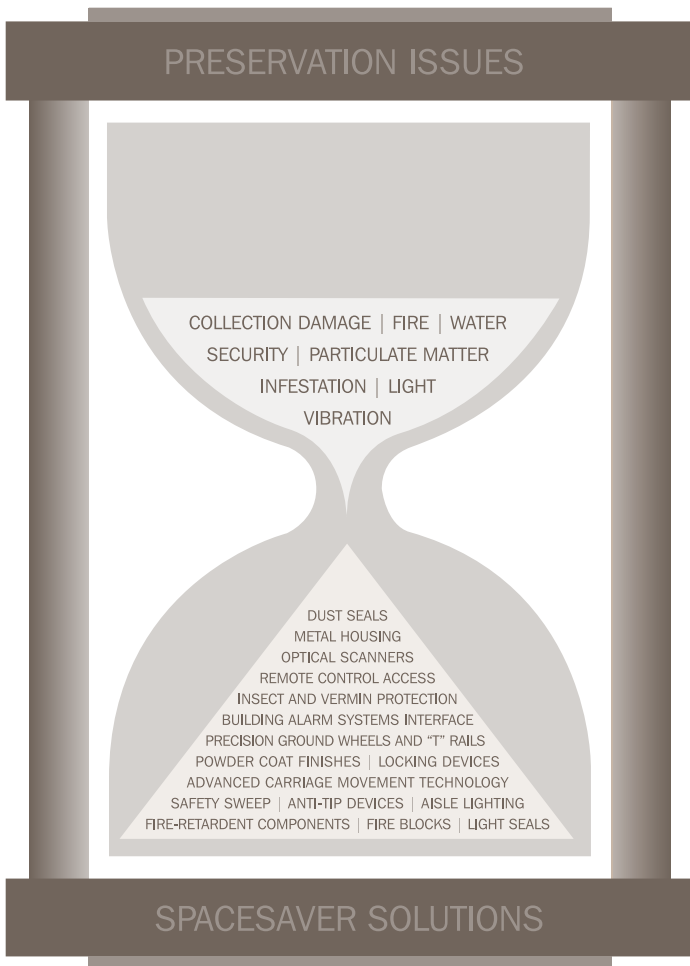 PRESERVATION ISSUES
COLLECTION DAMAGE | FIRE | WATER
SECURITY | PARTICULATE MATTER
INFESTATION | LIGHT
VIBRATION
DUST SEALS
METAL HOUSING
OPTICAL SCANNERS
REMOTE CONTROL ACCESS
INSECT AND VERMIN PROTECTION
BUILDING ALARM SYSTEMS INTERFACE
PRECISION GROUND WHEELS AND “T” RAILS
POWDER COAT FINISHES | LOCKING DEVICES
ADVANCED CARRIAGE MOVEMENT TECHNOLOGY
SAFETY SWEEP | ANTI-TIP DEVICES | AISLE LIGHTING
FIRE-RETARDENT COMPONENTS | FIRE BLOCKS | LIGHT SEALS
SPACESAVER SOLUTIONS